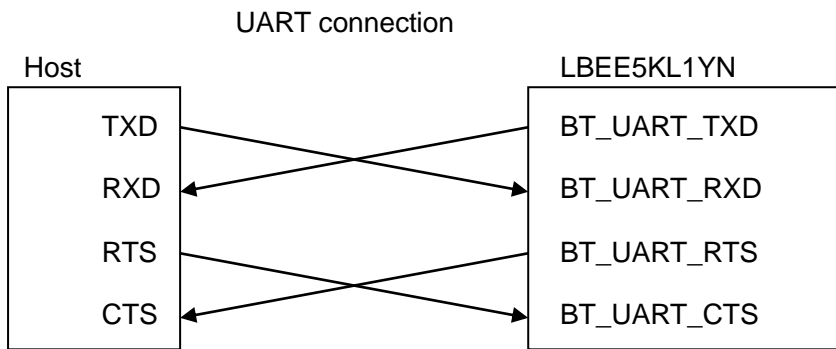 UART connection
Host LBEE5KL1YN
TXD BT_UART_TXD
RXD BT_UART_RXD
RTS BT_UART_RTS
CTS BT_UART_CTS